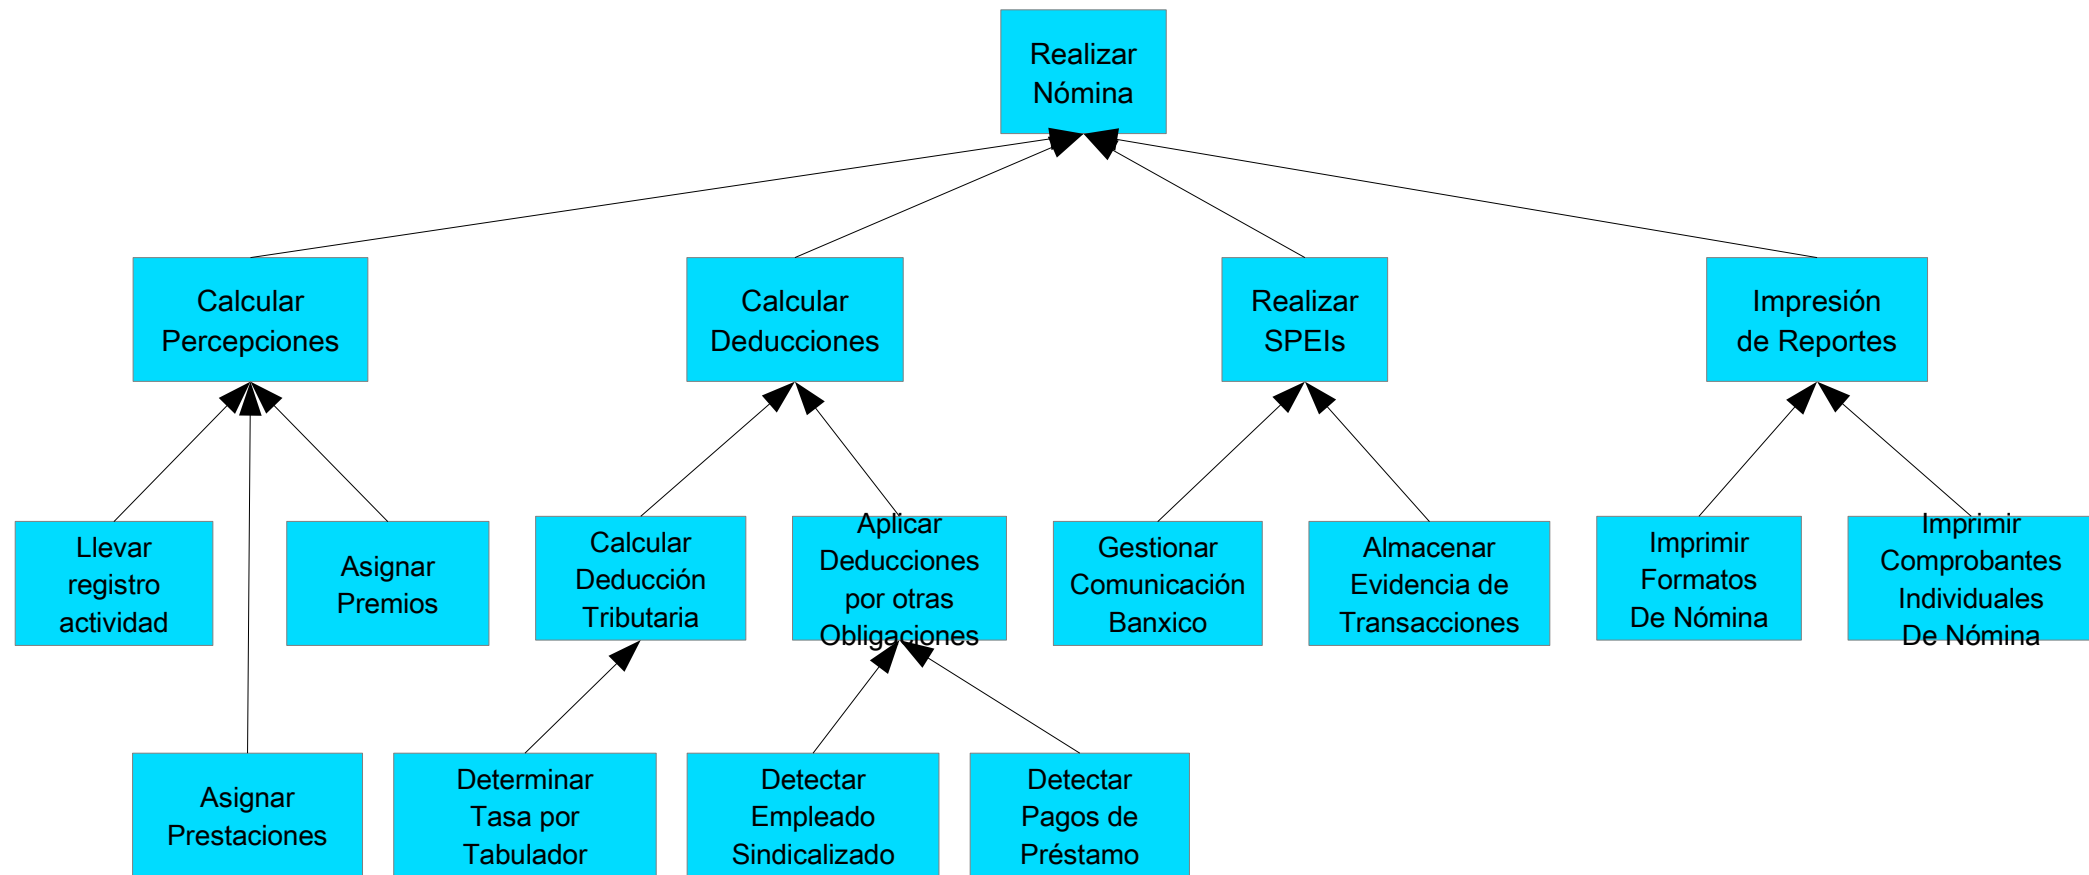 Realizar
Nómina
Calcular
Percepciones
Calcular
Deducciones
Realizar
SPEIs
Impresión
de Reportes
Llevar
registro
actividad
Asignar
Premios
Calcular
Deducción
Tributaria
Aplicar
Deducciones
por otras
Obligaciones
Gestionar
Comunicación
Banxico
Almacenar
Evidencia de
Transacciones
Imprimir
Formatos
De Nómina
Imprimir
Comprobantes
Individuales
De Nómina
Asignar
Prestaciones
Determinar
Tasa por
Tabulador
Detectar
Empleado
Sindicalizado
Detectar
Pagos de
Préstamo